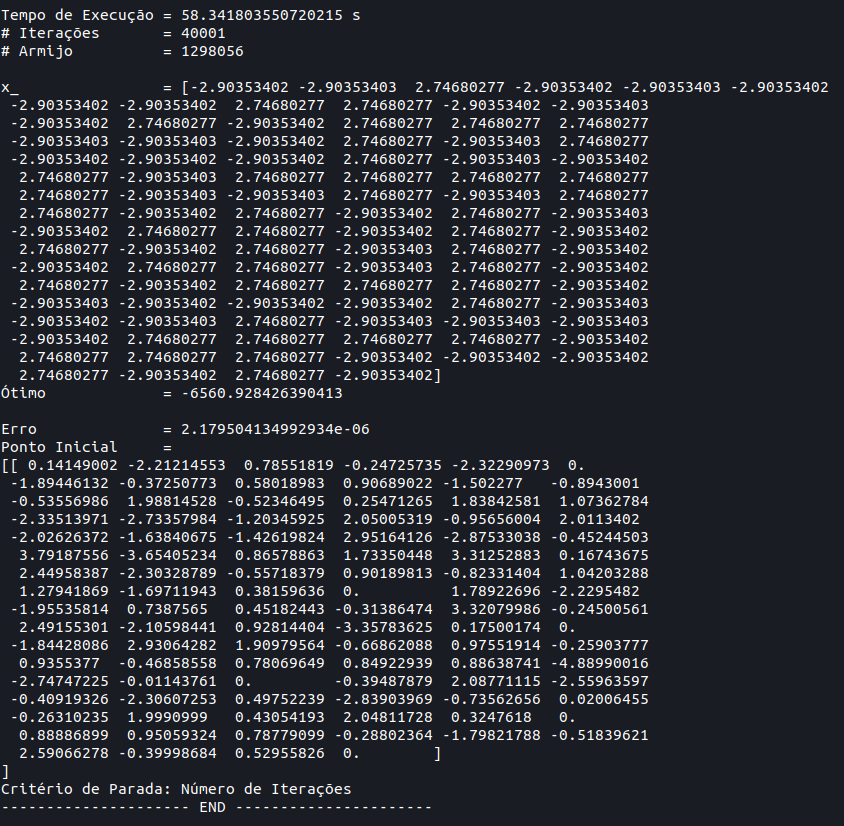 Tempo de Execução = 58.341803550720215 s
# Iterações       = 40001
# Armijo          = 1298056
x_                = [-2.90353402 -2.90353403  2.74680277 -2.90353402 -2.90353403 -2.90353402
 -2.90353402 -2.90353402  2.74680277  2.74680277 -2.90353402 -2.90353403
 -2.90353402  2.74680277 -2.90353402  2.74680277  2.74680277  2.74680277
 -2.90353403 -2.90353403 -2.90353402  2.74680277 -2.90353403  2.74680277
 -2.90353402 -2.90353402 -2.90353402  2.74680277 -2.90353403 -2.90353402
  2.74680277 -2.90353403  2.74680277  2.74680277  2.74680277  2.74680277
  2.74680277 -2.90353403 -2.90353403  2.74680277 -2.90353403  2.74680277
  2.74680277 -2.90353402  2.74680277 -2.90353402  2.74680277 -2.90353403
 -2.90353402  2.74680277  2.74680277 -2.90353402  2.74680277 -2.90353402
  2.74680277 -2.90353402  2.74680277 -2.90353403  2.74680277 -2.90353402
 -2.90353402  2.74680277  2.74680277 -2.90353403  2.74680277 -2.90353402
  2.74680277 -2.90353402  2.74680277  2.74680277  2.74680277 -2.90353402
 -2.90353403 -2.90353402 -2.90353402 -2.90353402  2.74680277 -2.90353403
 -2.90353402 -2.90353403  2.74680277 -2.90353403 -2.90353403 -2.90353403
 -2.90353402  2.74680277  2.74680277  2.74680277  2.74680277 -2.90353402
  2.74680277  2.74680277  2.74680277 -2.90353402 -2.90353402 -2.90353402
  2.74680277 -2.90353402  2.74680277 -2.90353402]
Ótimo             = -6560.928426390413
Erro              = 2.179504134992934e-06
Ponto Inicial     =
[[ 0.14149002 -2.21214553  0.78551819 -0.24725735 -2.32290973  0.
 -1.89446132 -0.37250773  0.58018983  0.90689022 -1.502277   -0.8943001
 -0.53556986  1.98814528 -0.52346495  0.25471265  1.83842581  1.07362784
 -2.33513971 -2.73357984 -1.20345925  2.05005319 -0.95656004  2.0113402
 -2.02626372 -1.63840675 -1.42619824  2.95164126 -2.87533038 -0.45244503
  3.79187556 -3.65405234  0.86578863  1.73350448  3.31252883  0.16743675
  2.44958387 -2.30328789 -0.55718379  0.90189813 -0.82331404  1.04203288
  1.27941869 -1.69711943  0.38159636  0.          1.78922696 -2.2295482
 -1.95535814  0.7387565   0.45182443 -0.31386474  3.32079986 -0.24500561
  2.49155301 -2.10598441  0.92814404 -3.35783625  0.17500174  0.
 -1.84428086  2.93064282  1.90979564 -0.66862088  0.97551914 -0.25903777
  0.9355377  -0.46858558  0.78069649  0.84922939  0.88638741 -4.88990016
 -2.74747225 -0.01143761  0.         -0.39487879  2.08771115 -2.55963597
 -0.40919326 -2.30607253  0.49752239 -2.83903969 -0.73562656  0.02006455
 -0.26310235  1.9990999   0.43054193  2.04811728  0.3247618   0.
  0.88886899  0.95059324  0.78779099 -0.28802364 -1.79821788 -0.51839621
  2.59066278 -0.39998684  0.52955826  0.        ]
]
Critério de Parada: Número de Iterações
--------------------- END ----------------------